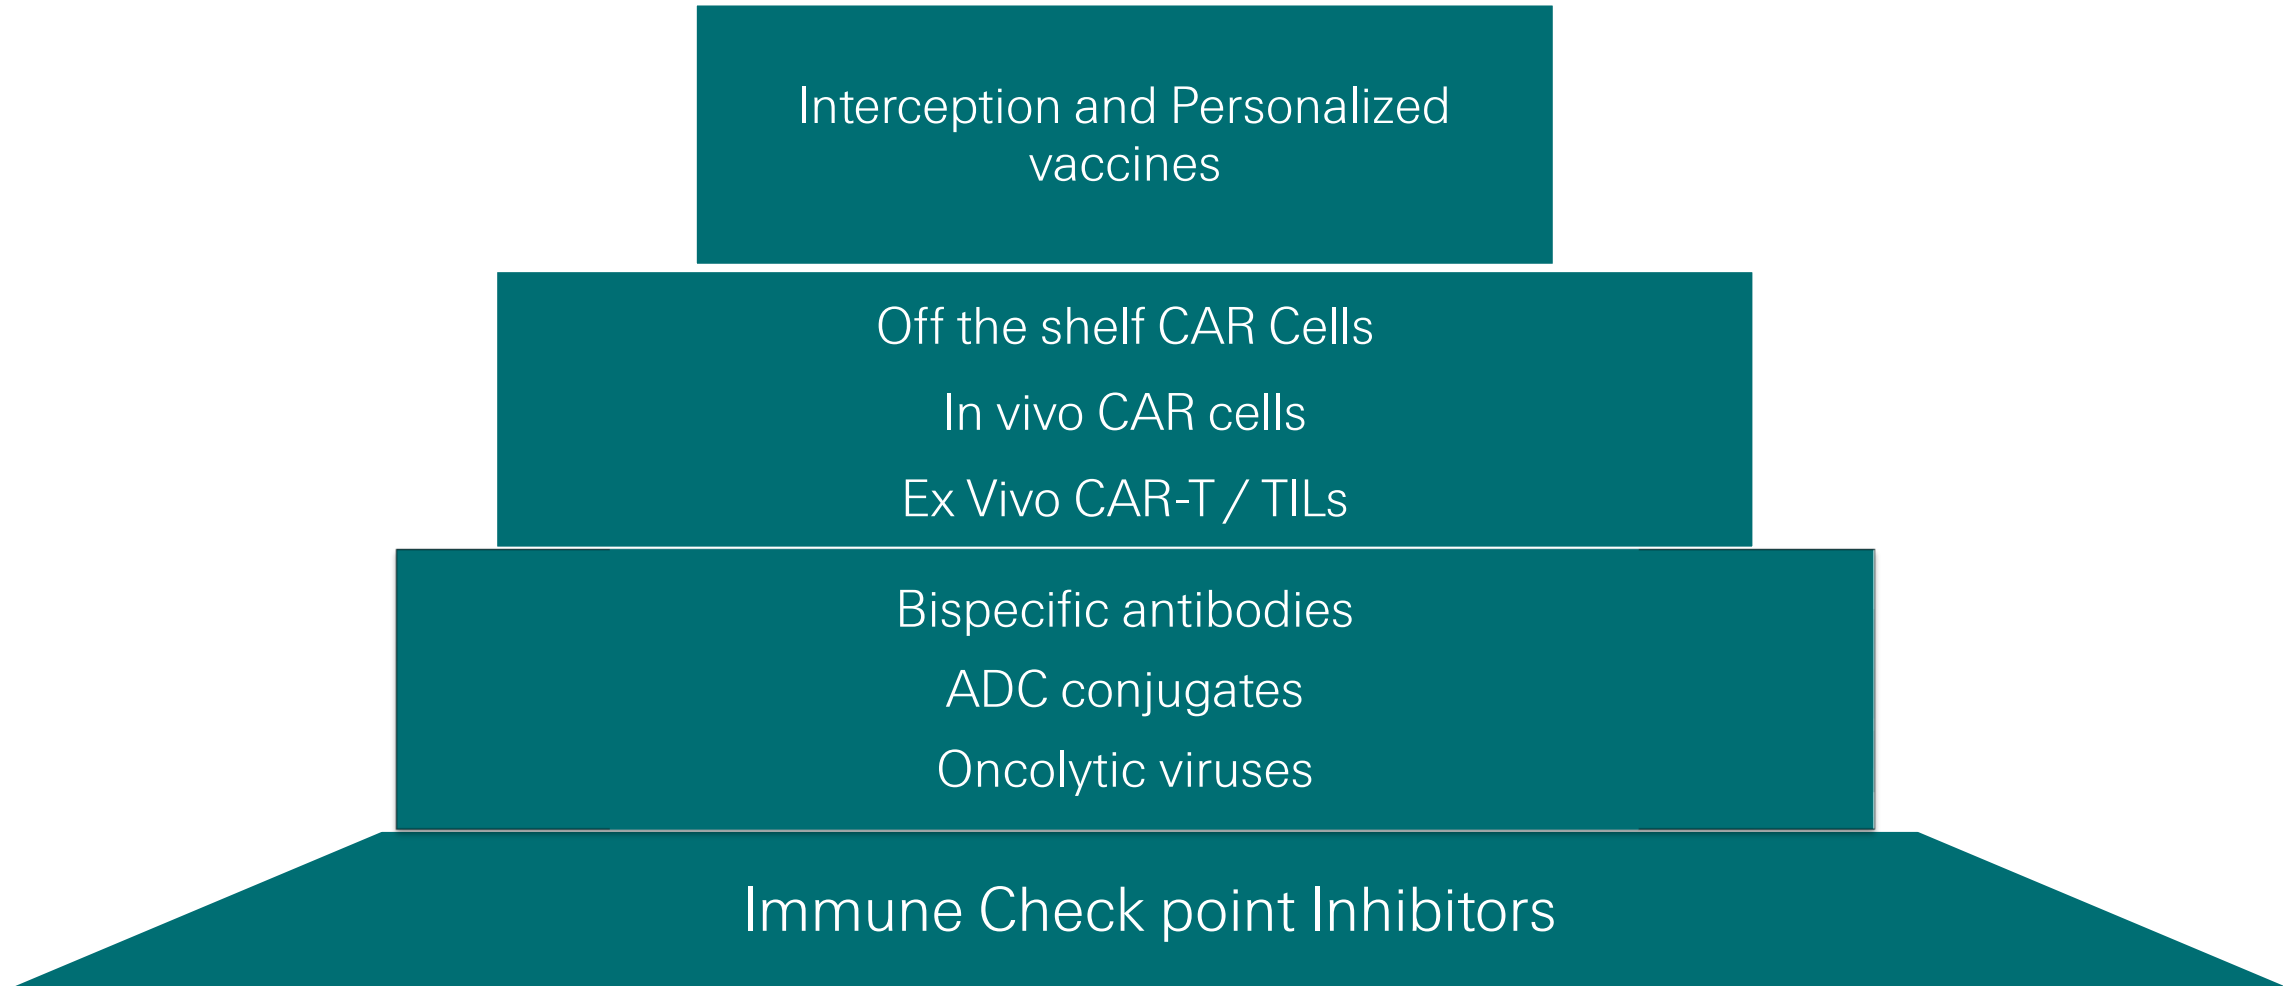 Interception and Personalized
vaccines
Off the shelf CAR Cells
In vivo CAR cells
Ex Vivo CAR-T / TILs
Bispecific antibodies
ADC conjugates
Oncolytic viruses
Immune Check point Inhibitors